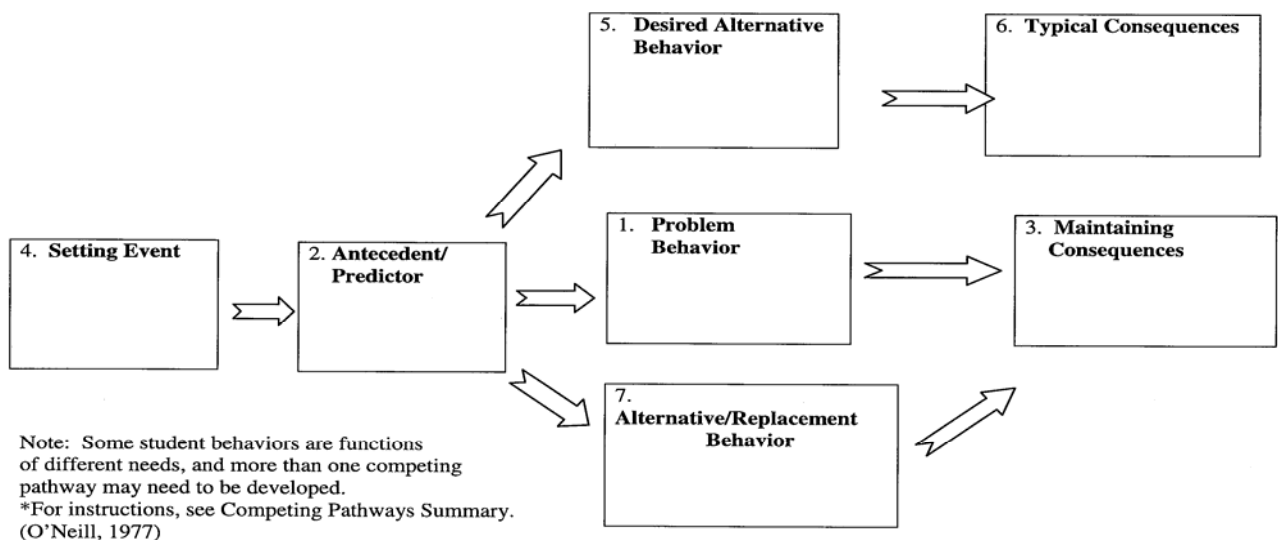 5. Desired Alternative
Behavior
6. Typical Consequences
4. Setting Event
2. Antecedent/
Predictor
1. Problem
Behavior
3. Maintaining
Consequences
7.
Alternative/Replacement
Behavior
Note: Some student behaviors are functions
of different needs, and more than one competing
pathway may need to be developed.
*For instructions, see Competing Pathways Summary.
(O'Neill, 1977)